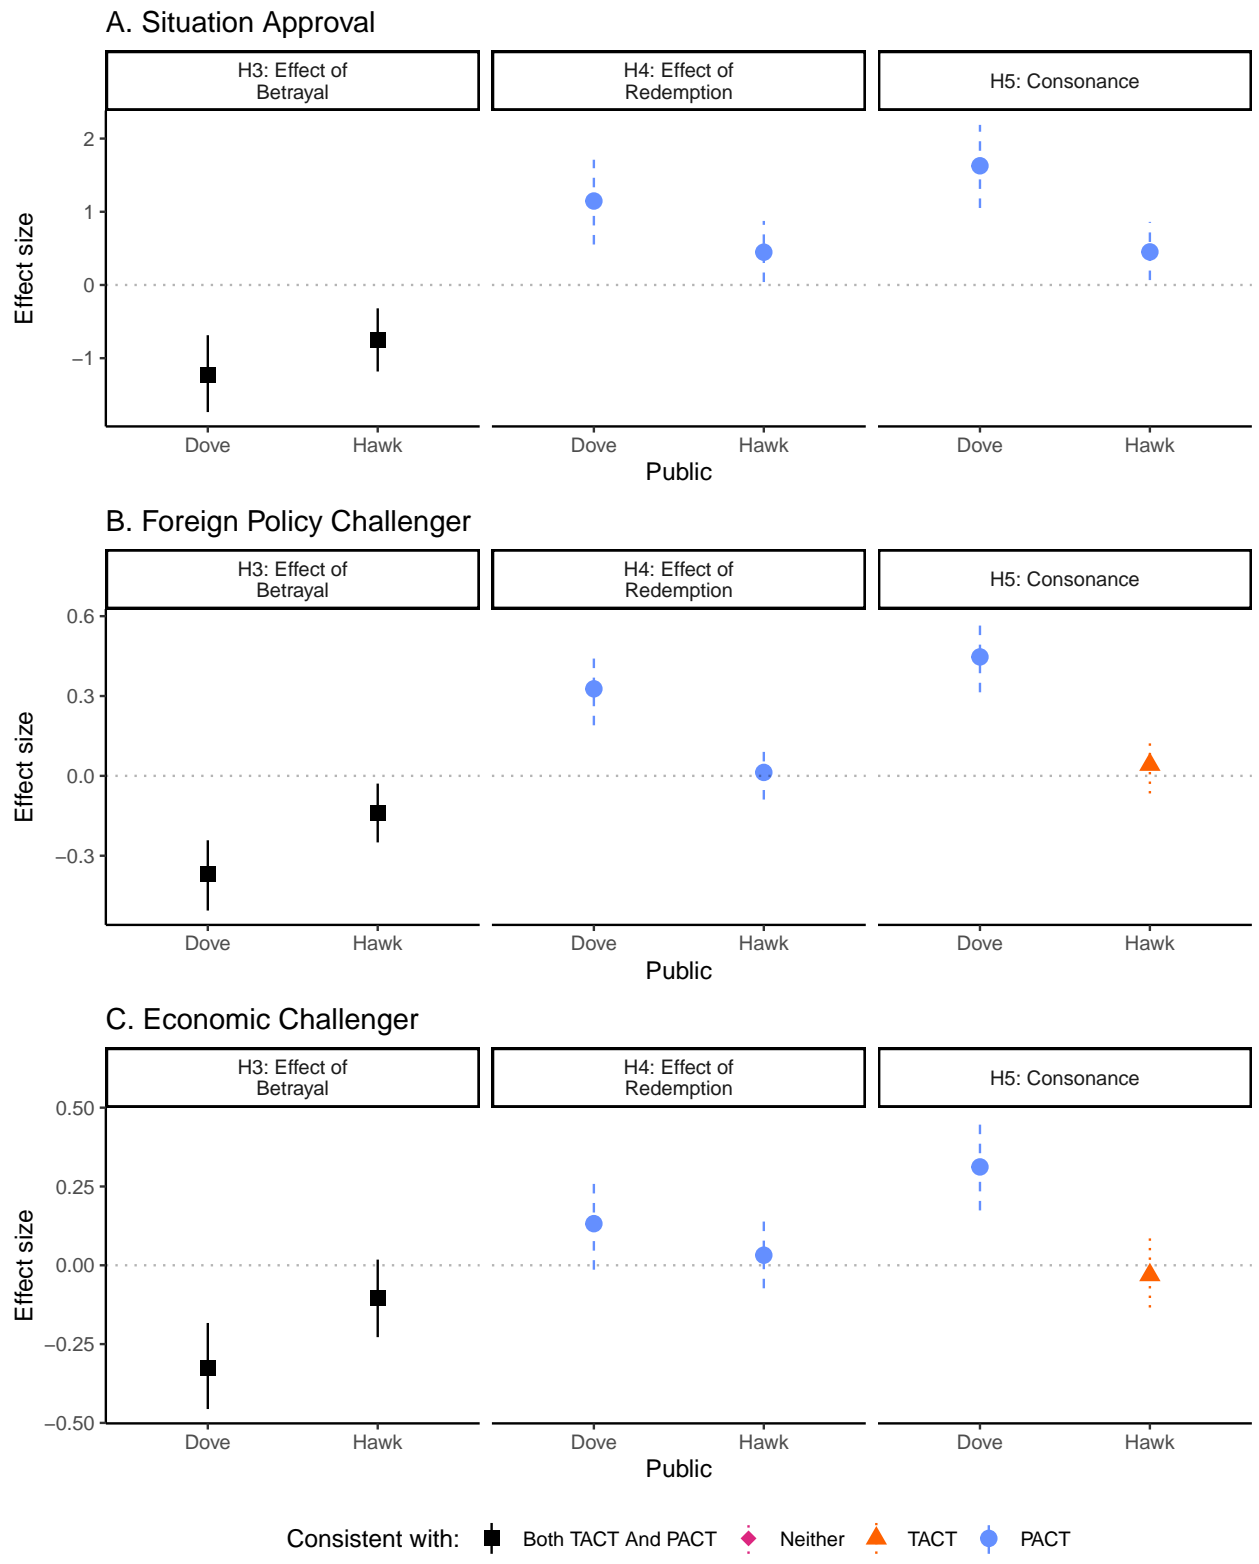 A. Situation Approval
H3: Effect of
Betrayal
H4: Effect of
Redemption
H5: Consonance
Effect size
2
1
0
−1
Dove
Hawk
Dove
Hawk
Dove
Hawk
Public
B. Foreign Policy Challenger
H3: Effect of
Betrayal
H4: Effect of
Redemption
H5: Consonance
Effect size
0.6
0.3
0.0
−0.3
Dove
Hawk
Dove
Hawk
Dove
Hawk
Public
C. Economic Challenger
H3: Effect of
Betrayal
H4: Effect of
Redemption
H5: Consonance
Effect size
0.50
0.25
0.00
−0.25
−0.50
Dove
Hawk
Dove
Hawk
Dove
Hawk
Public
Consistent with: Both TACT And PACT Neither TACT PACT